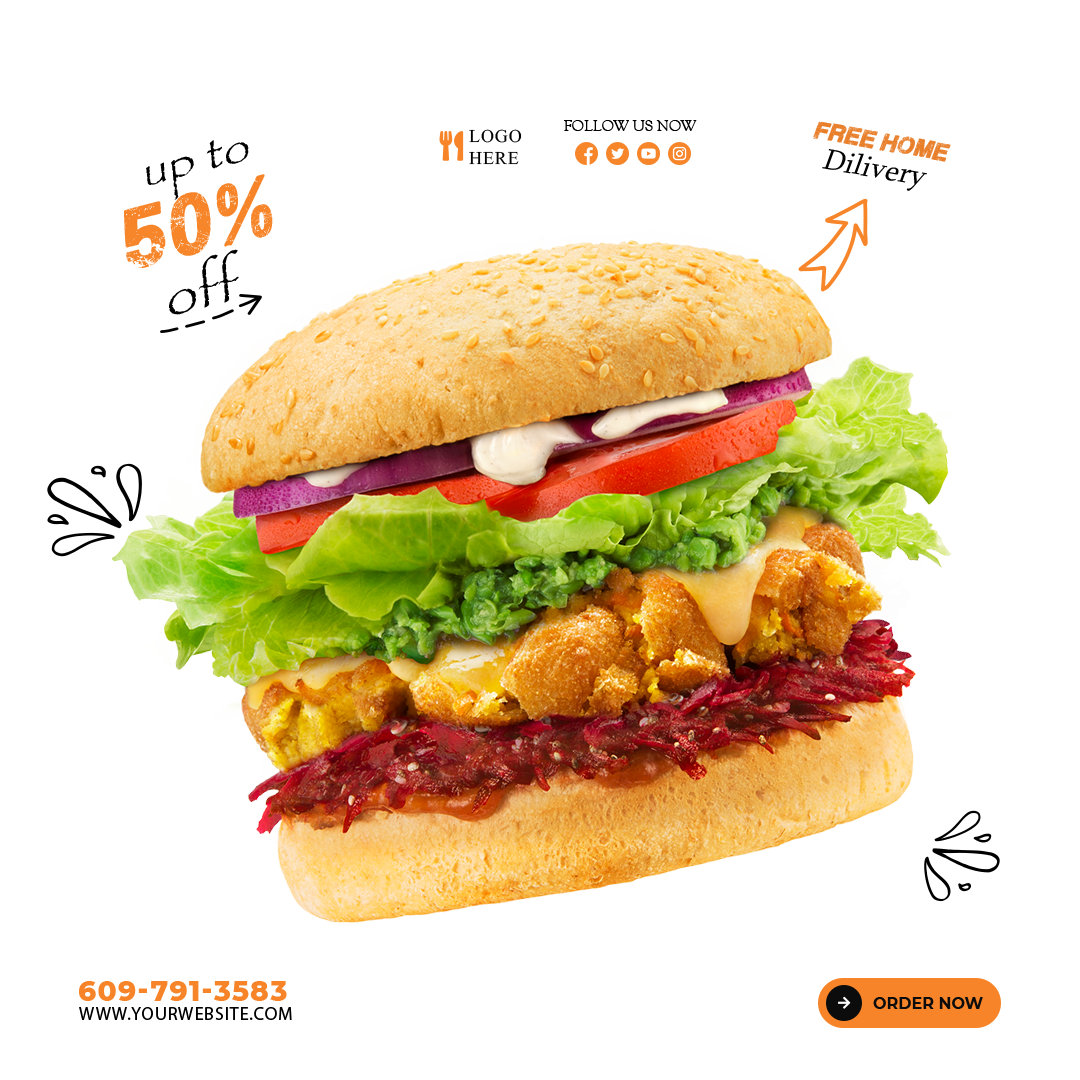 up to
50%
off
LOGO
HERE
FOLLOW US NOW
FREE HOME
Dilivery
609-791-3583
WWW.YOURWEBSITE.COM
ORDER NOW